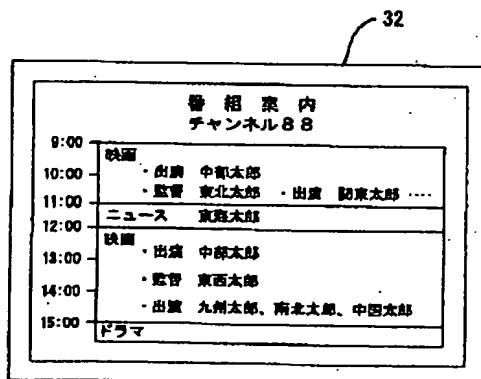 32
番組案内
チャンネル88
9:00
映画
10:00
・出演 中部太郎
・監督 東北太郎 ・出演 関東太郎 ‥‥
11:00
ニュース 東海太郎
12:00
映画
・出演 中部太郎
13:00
・監督 東西太郎
14:00
・出演 九州太郎、南北太郎、中国太郎
15:00
ドラマ